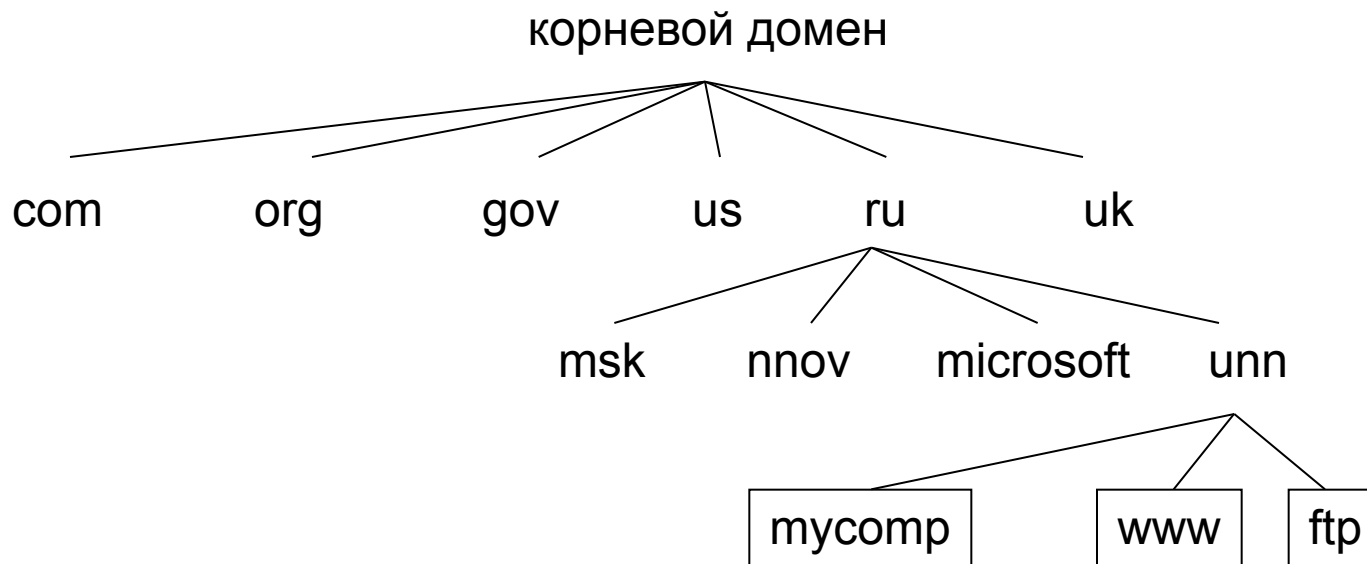 корневой домен
com org gov us ru uk
msk nnov microsoft unn
mycomp www ftp